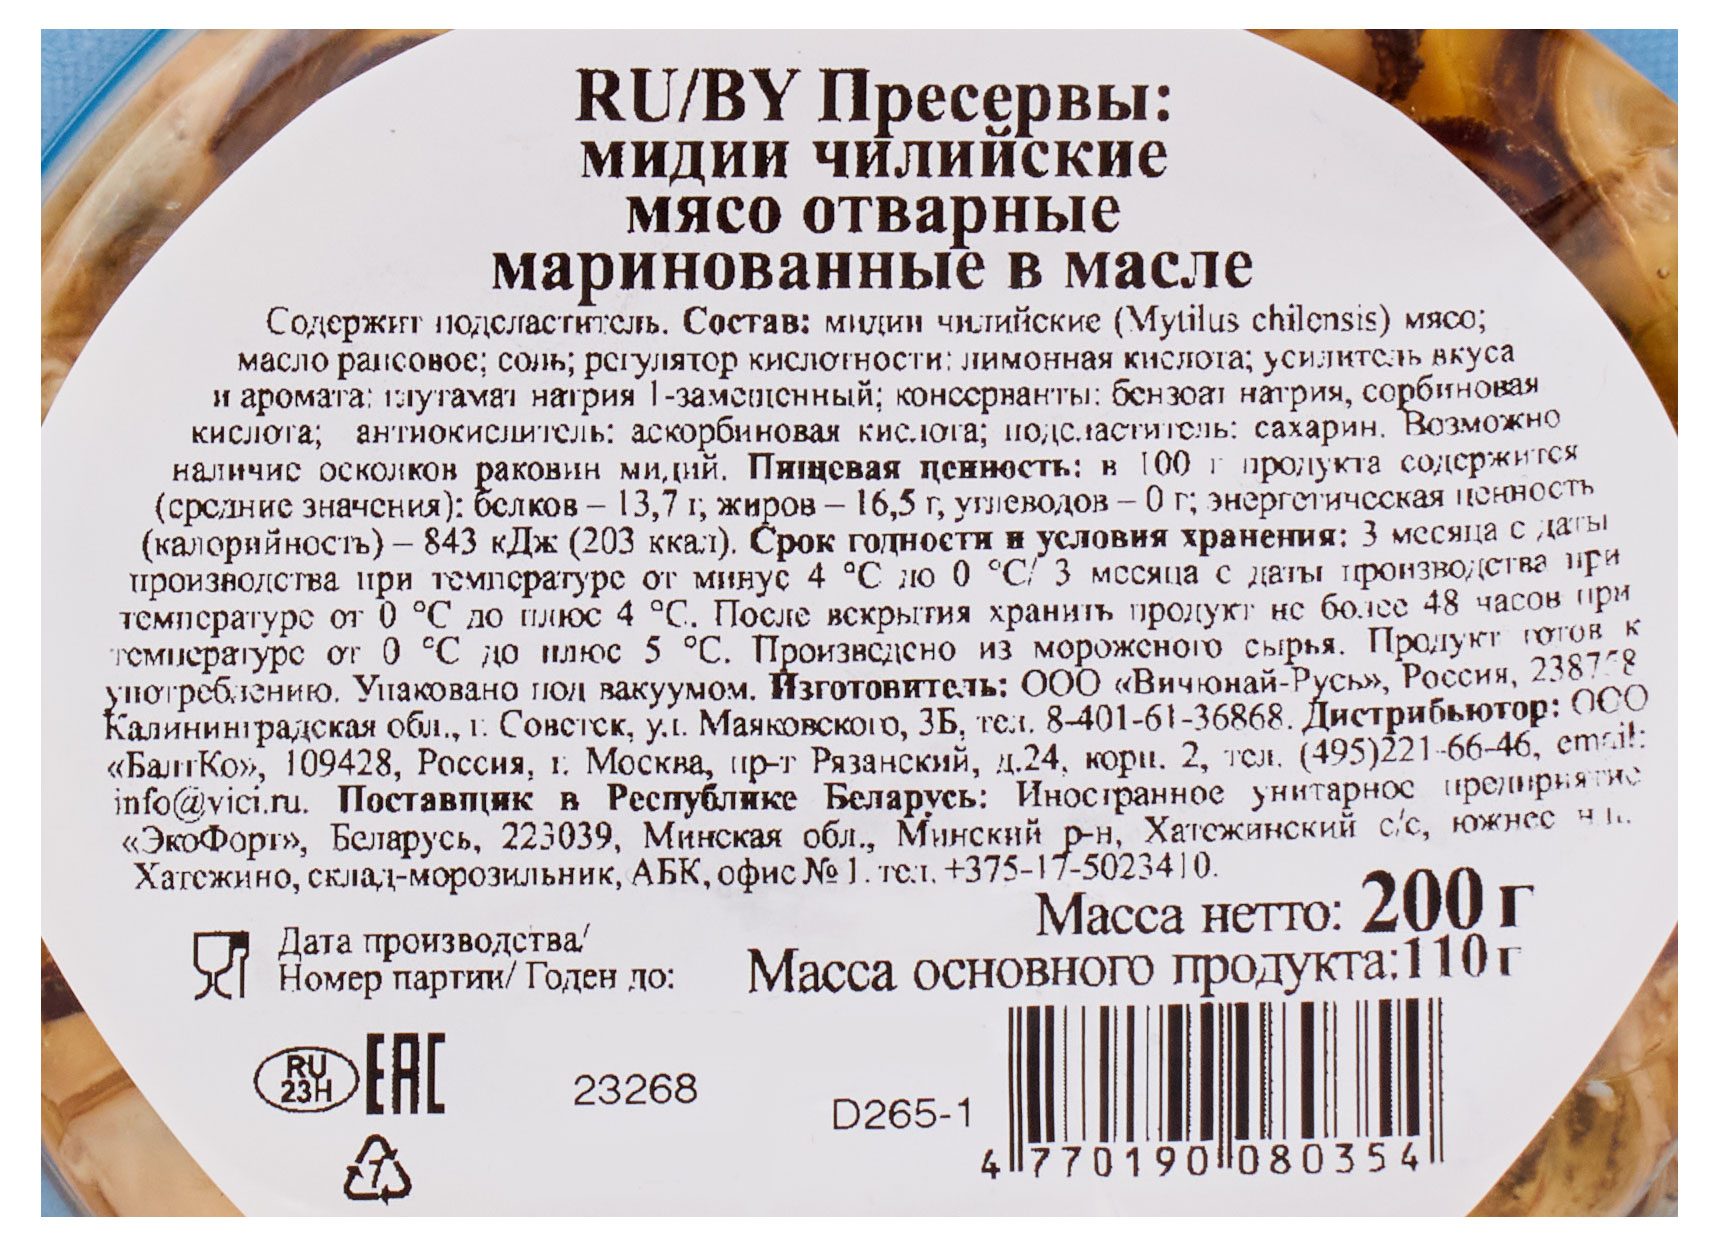 RU/BY Пресервы:
мидии чилийские
мясо отварные
маринованные в масле
Содержит подсластитель. Состав: мидии чилийские (Mytilus chilensis) мясо;
масло рапсовое; соль; регулятор кислотности: лимонная кислота; усилитель вкуса
и аромата: глутамат натрия 1-замещенный; консерванты: бензоат натрия, сорбиновая
кислота; антиокислитель: аскорбиновая кислота; подсластитель: сахарин. Возможно
наличие осколков раковин мидий. Пищевая ценность: в 100 г продукта содержится
(средние значения): белков – 13,7 г, жиров – 16,5 г, углеводов – 0 г; энергетическая ценность
(калорийность) – 843 кДж (203 ккал). Срок годности и условия хранения: 3 месяца с даты
производства при температуре от минус 4 °С до 0 °С/ 3 месяца с даты производства при
температуре от 0 °С до плюс 4 °С. После вскрытия хранить продукт не более 48 часов при
температуре от 0 °С до плюс 5 °С. Произведено из мороженого сырья. Продукт готов к
употреблению. Упаковано под вакуумом. Изготовитель: ООО «Вичюнай-Русь», Россия,
Калининградская обл., г. Советск, ул. Маяковского, 3Б, тел. 8-401-61-36868. Дистрибьютор: ООО
«БалтКо», 109428, Россия, г. Москва, пр-т Рязанский, д.24, корп. 2, тел. (495)221-66-46, email:
info@vici.ru. Поставщик в Республике Беларусь: Иностранное унитарное предприятие
«ЭкоФорт», Беларусь, 223039, Минская обл., Минский р-н, Хатежинский с/с, южнее
Хатежино, склад-морозильник, АБК, офис № 1. тел. +375-17-5023410.
Масса нетто: 200 г
Масса основного продукта:110 г
Дата производства/
Номер партии/ Годен до:
RU
23H
EAC
23268
D265-1
7
4 770190 080354